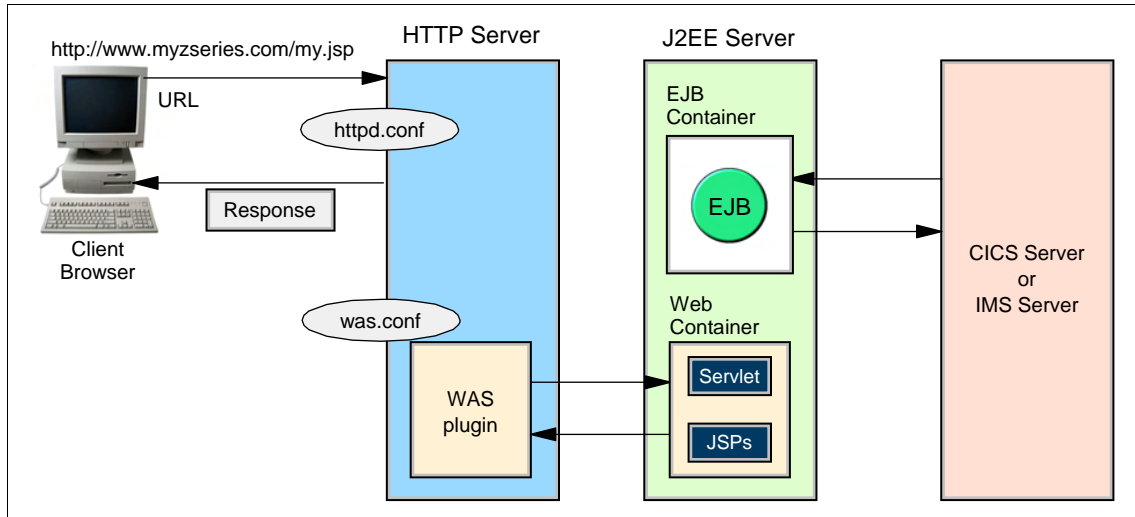 HTTP Server
J2EE Server
http://www.myzseries.com/my.jsp
URL
httpd.conf
Response
Client
Browser
was.conf
WAS
plugin
EJB
Container
EJB
Web
Container
Servlet
JSPs
CICS Server
or
IMS Server